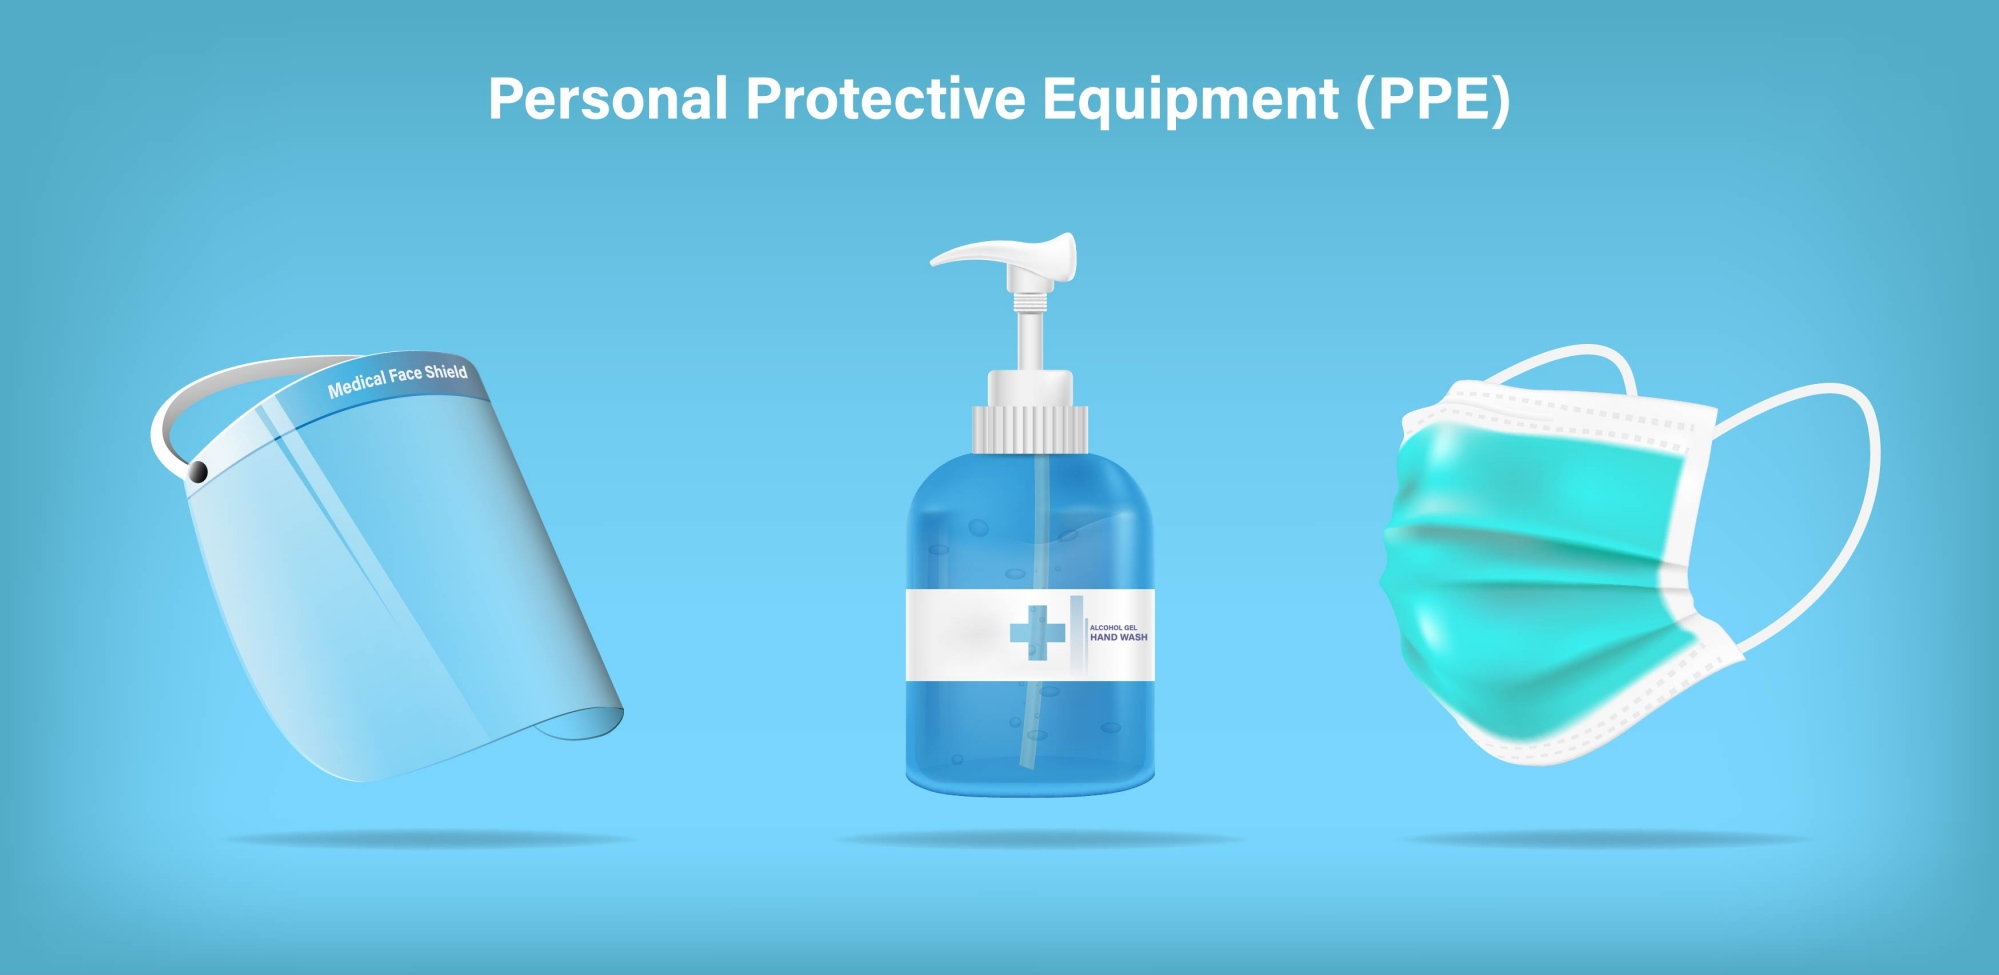 Personal Protective Equipment (PPE)
Medical Face Shield
ALCOHOL GEL
HAND WASH